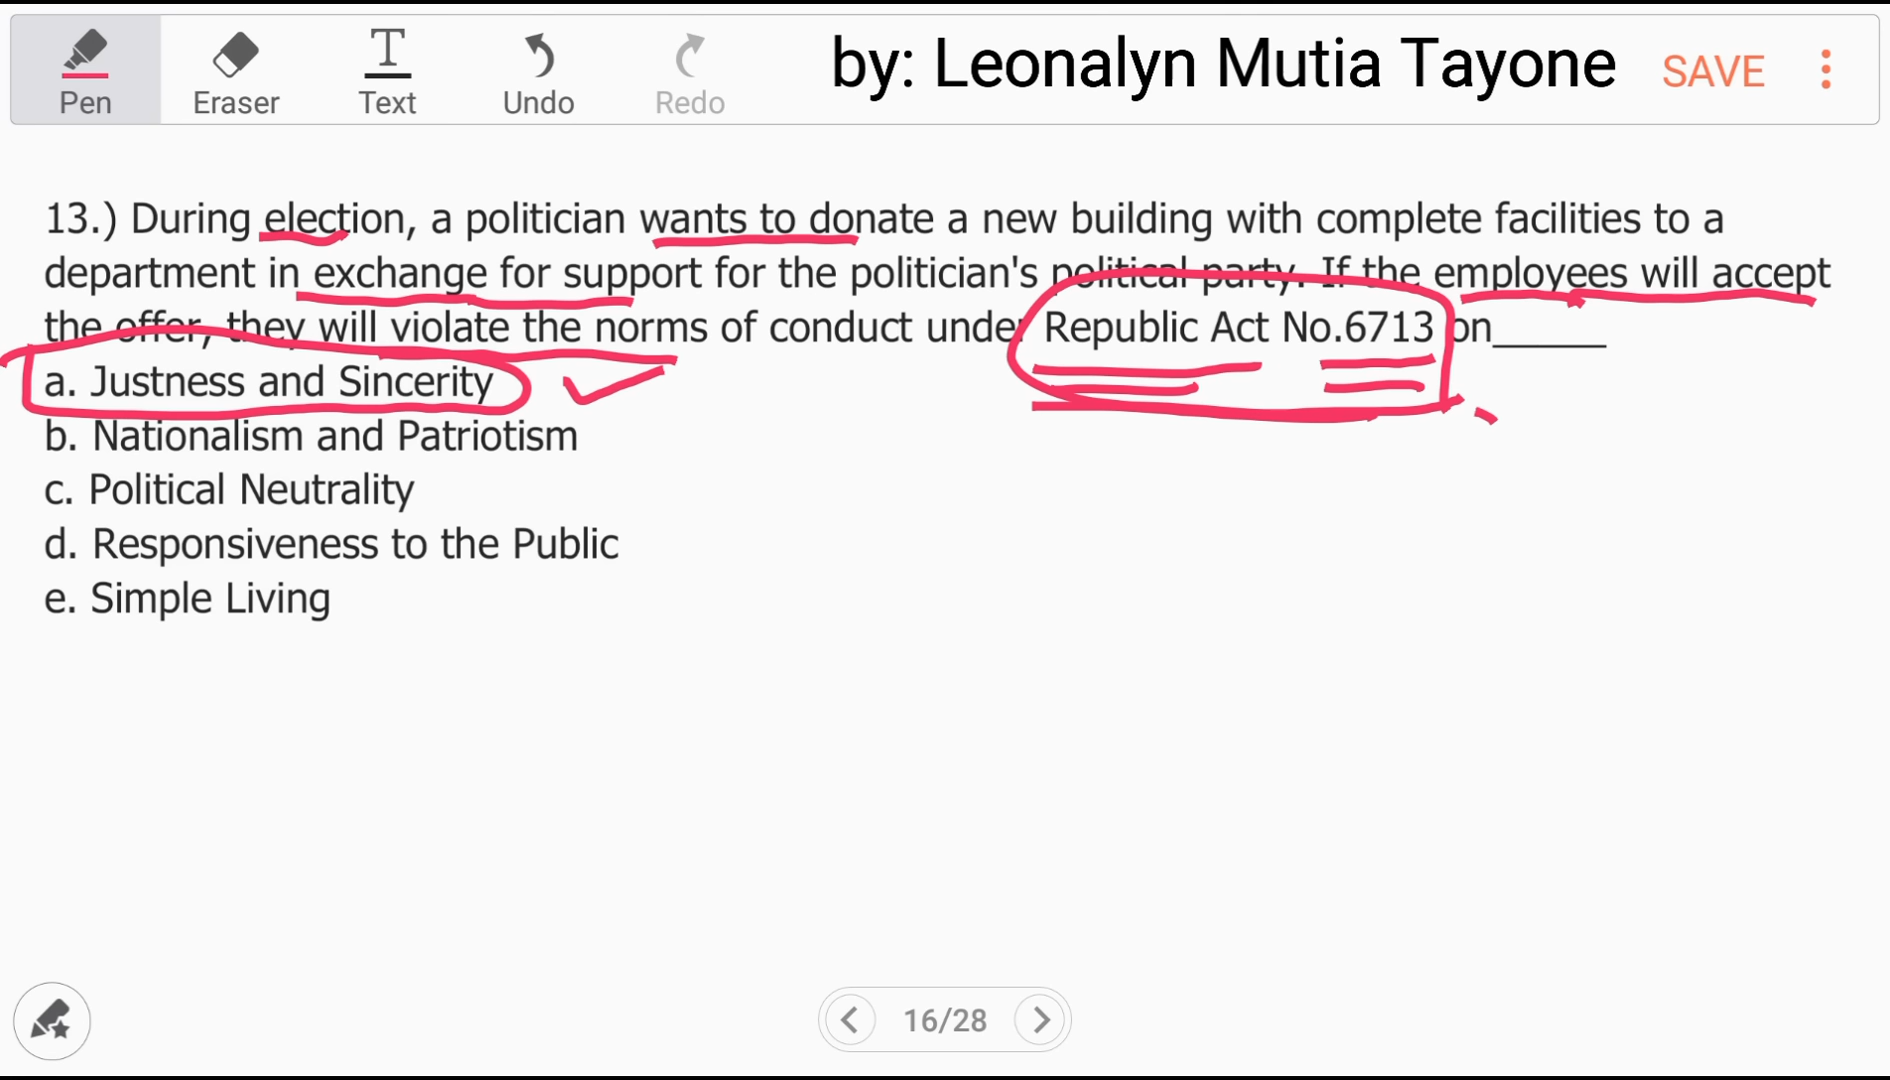 Pen
Eraser
Text
Undo
Redo
by: Leonalyn Mutia Tayone
SAVE
13.) During election, a politician wants to donate a new building with complete facilities to a
department in exchange for support for the politician's political party. If the employees will accept
the offer, they will violate the norms of conduct under Republic Act No.6713 on______
a. Justness and Sincerity
b. Nationalism and Patriotism
c. Political Neutrality
d. Responsiveness to the Public
e. Simple Living
16/28